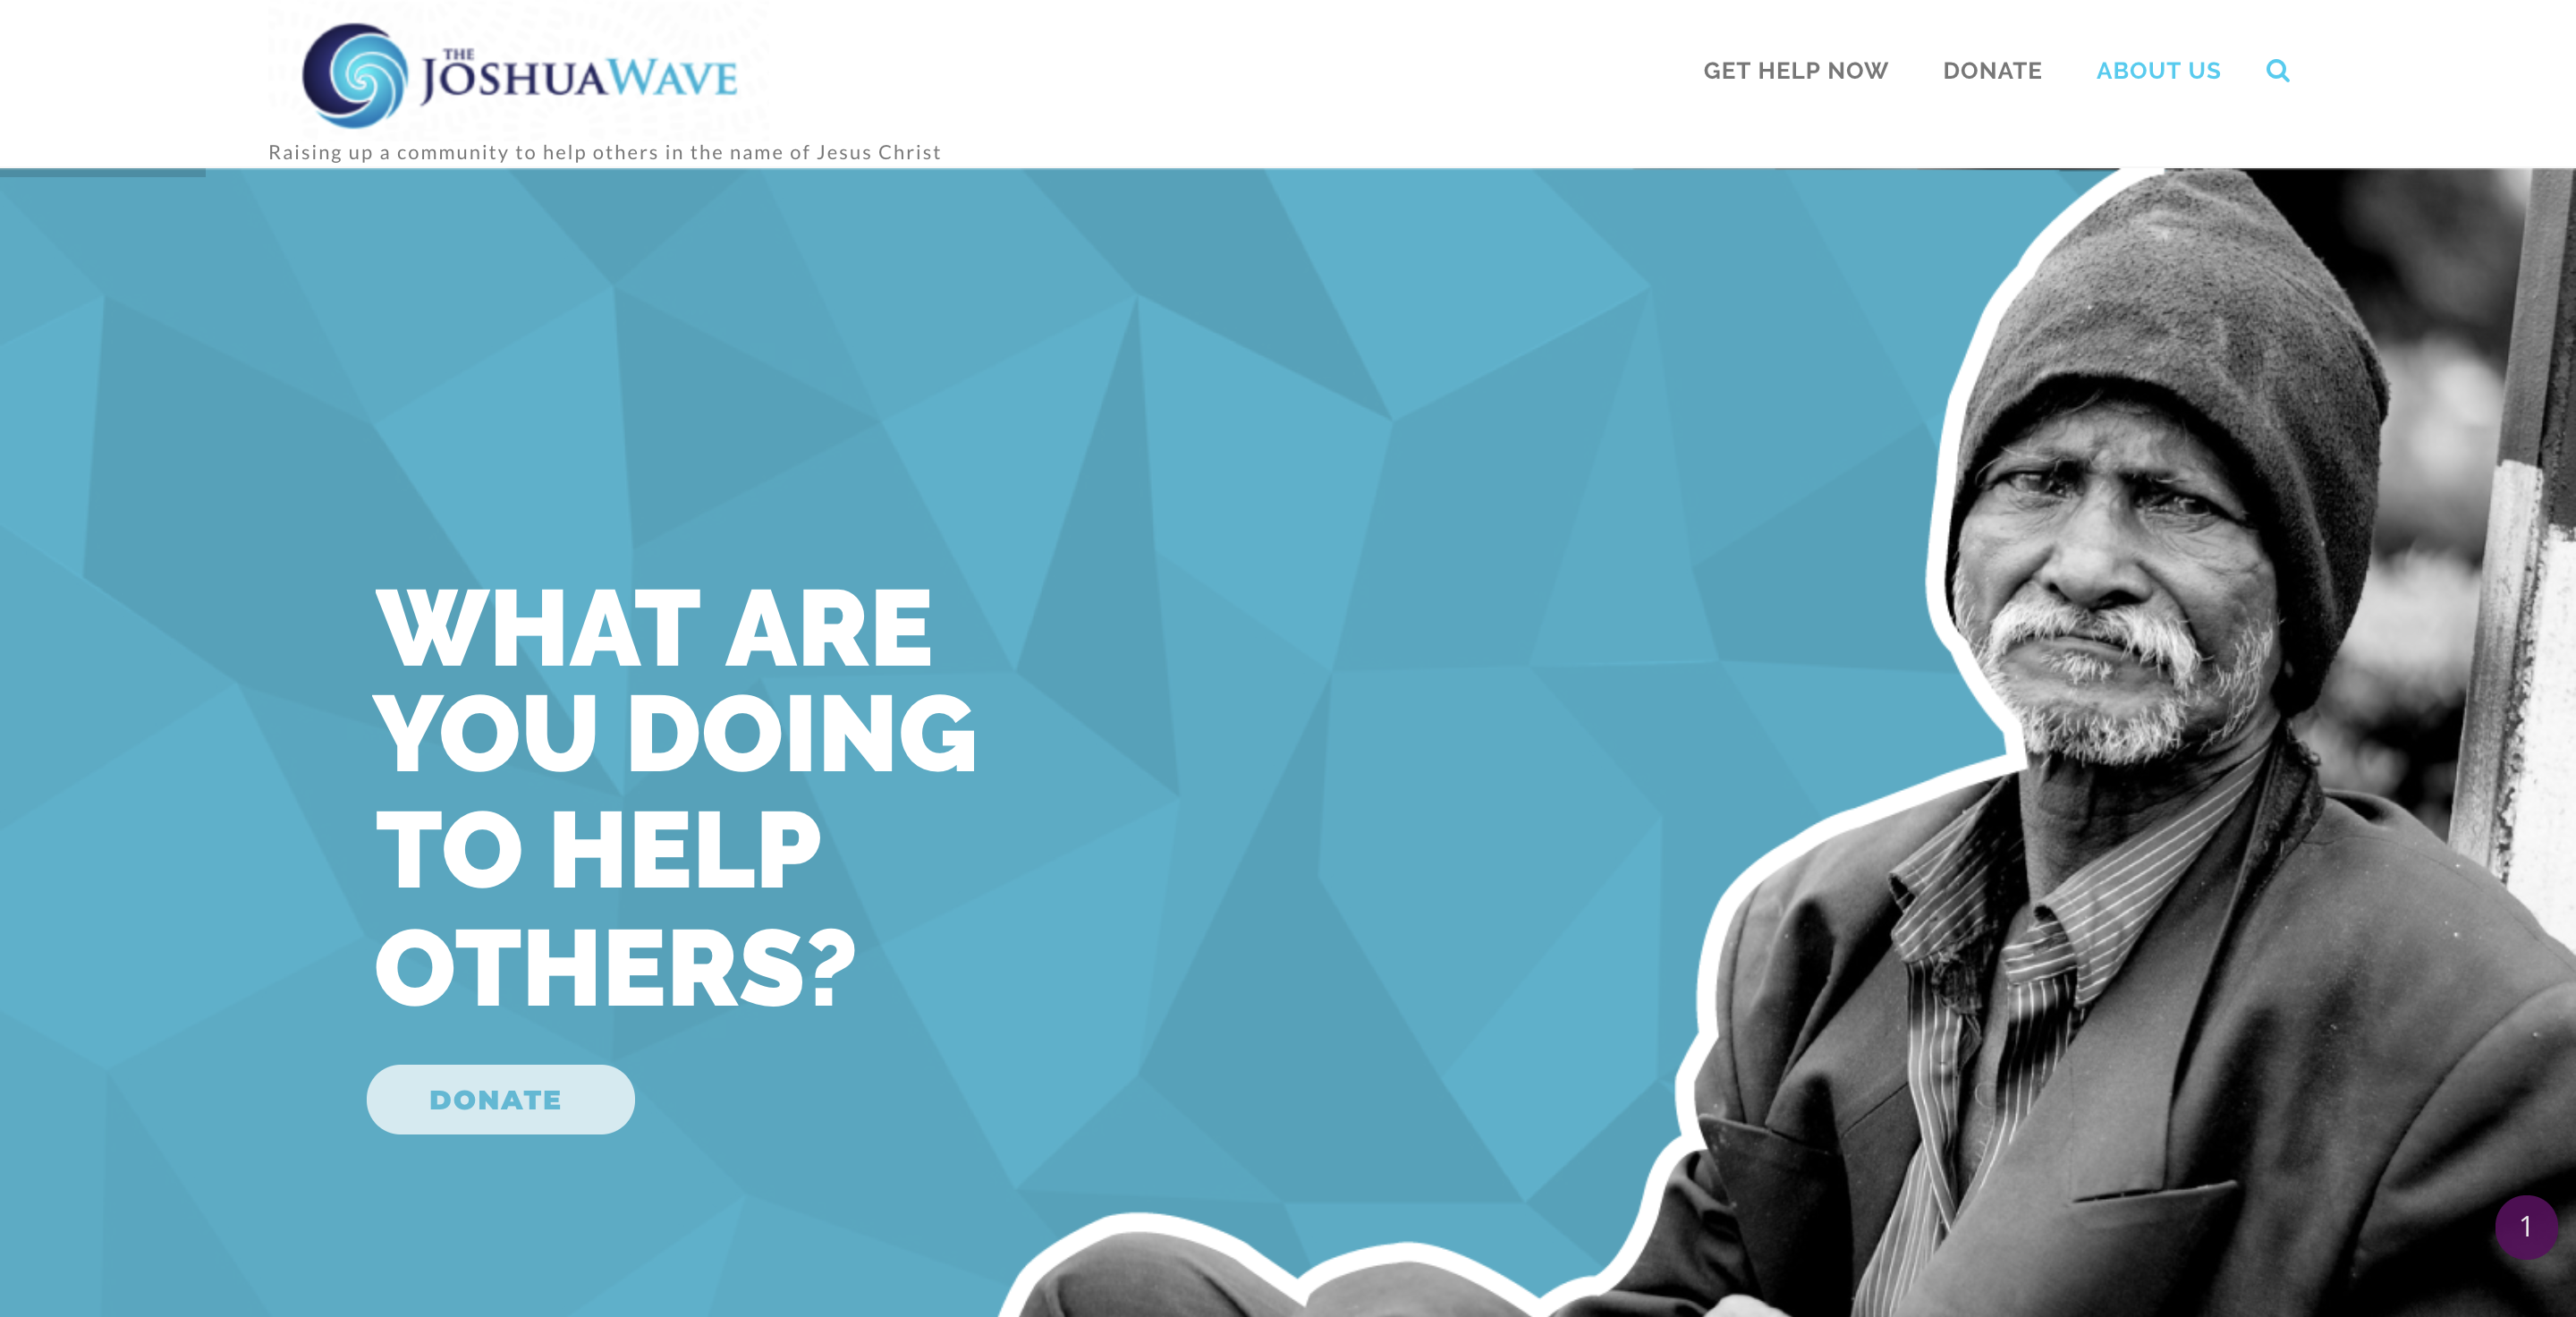 THE
JOSHUAWAVE
Raising up a community to help others in the name of Jesus Christ
GET HELP NOW DONATE ABOUT US
WHAT ARE
YOU DOING
TO HELP
OTHERS?
DONATE
1